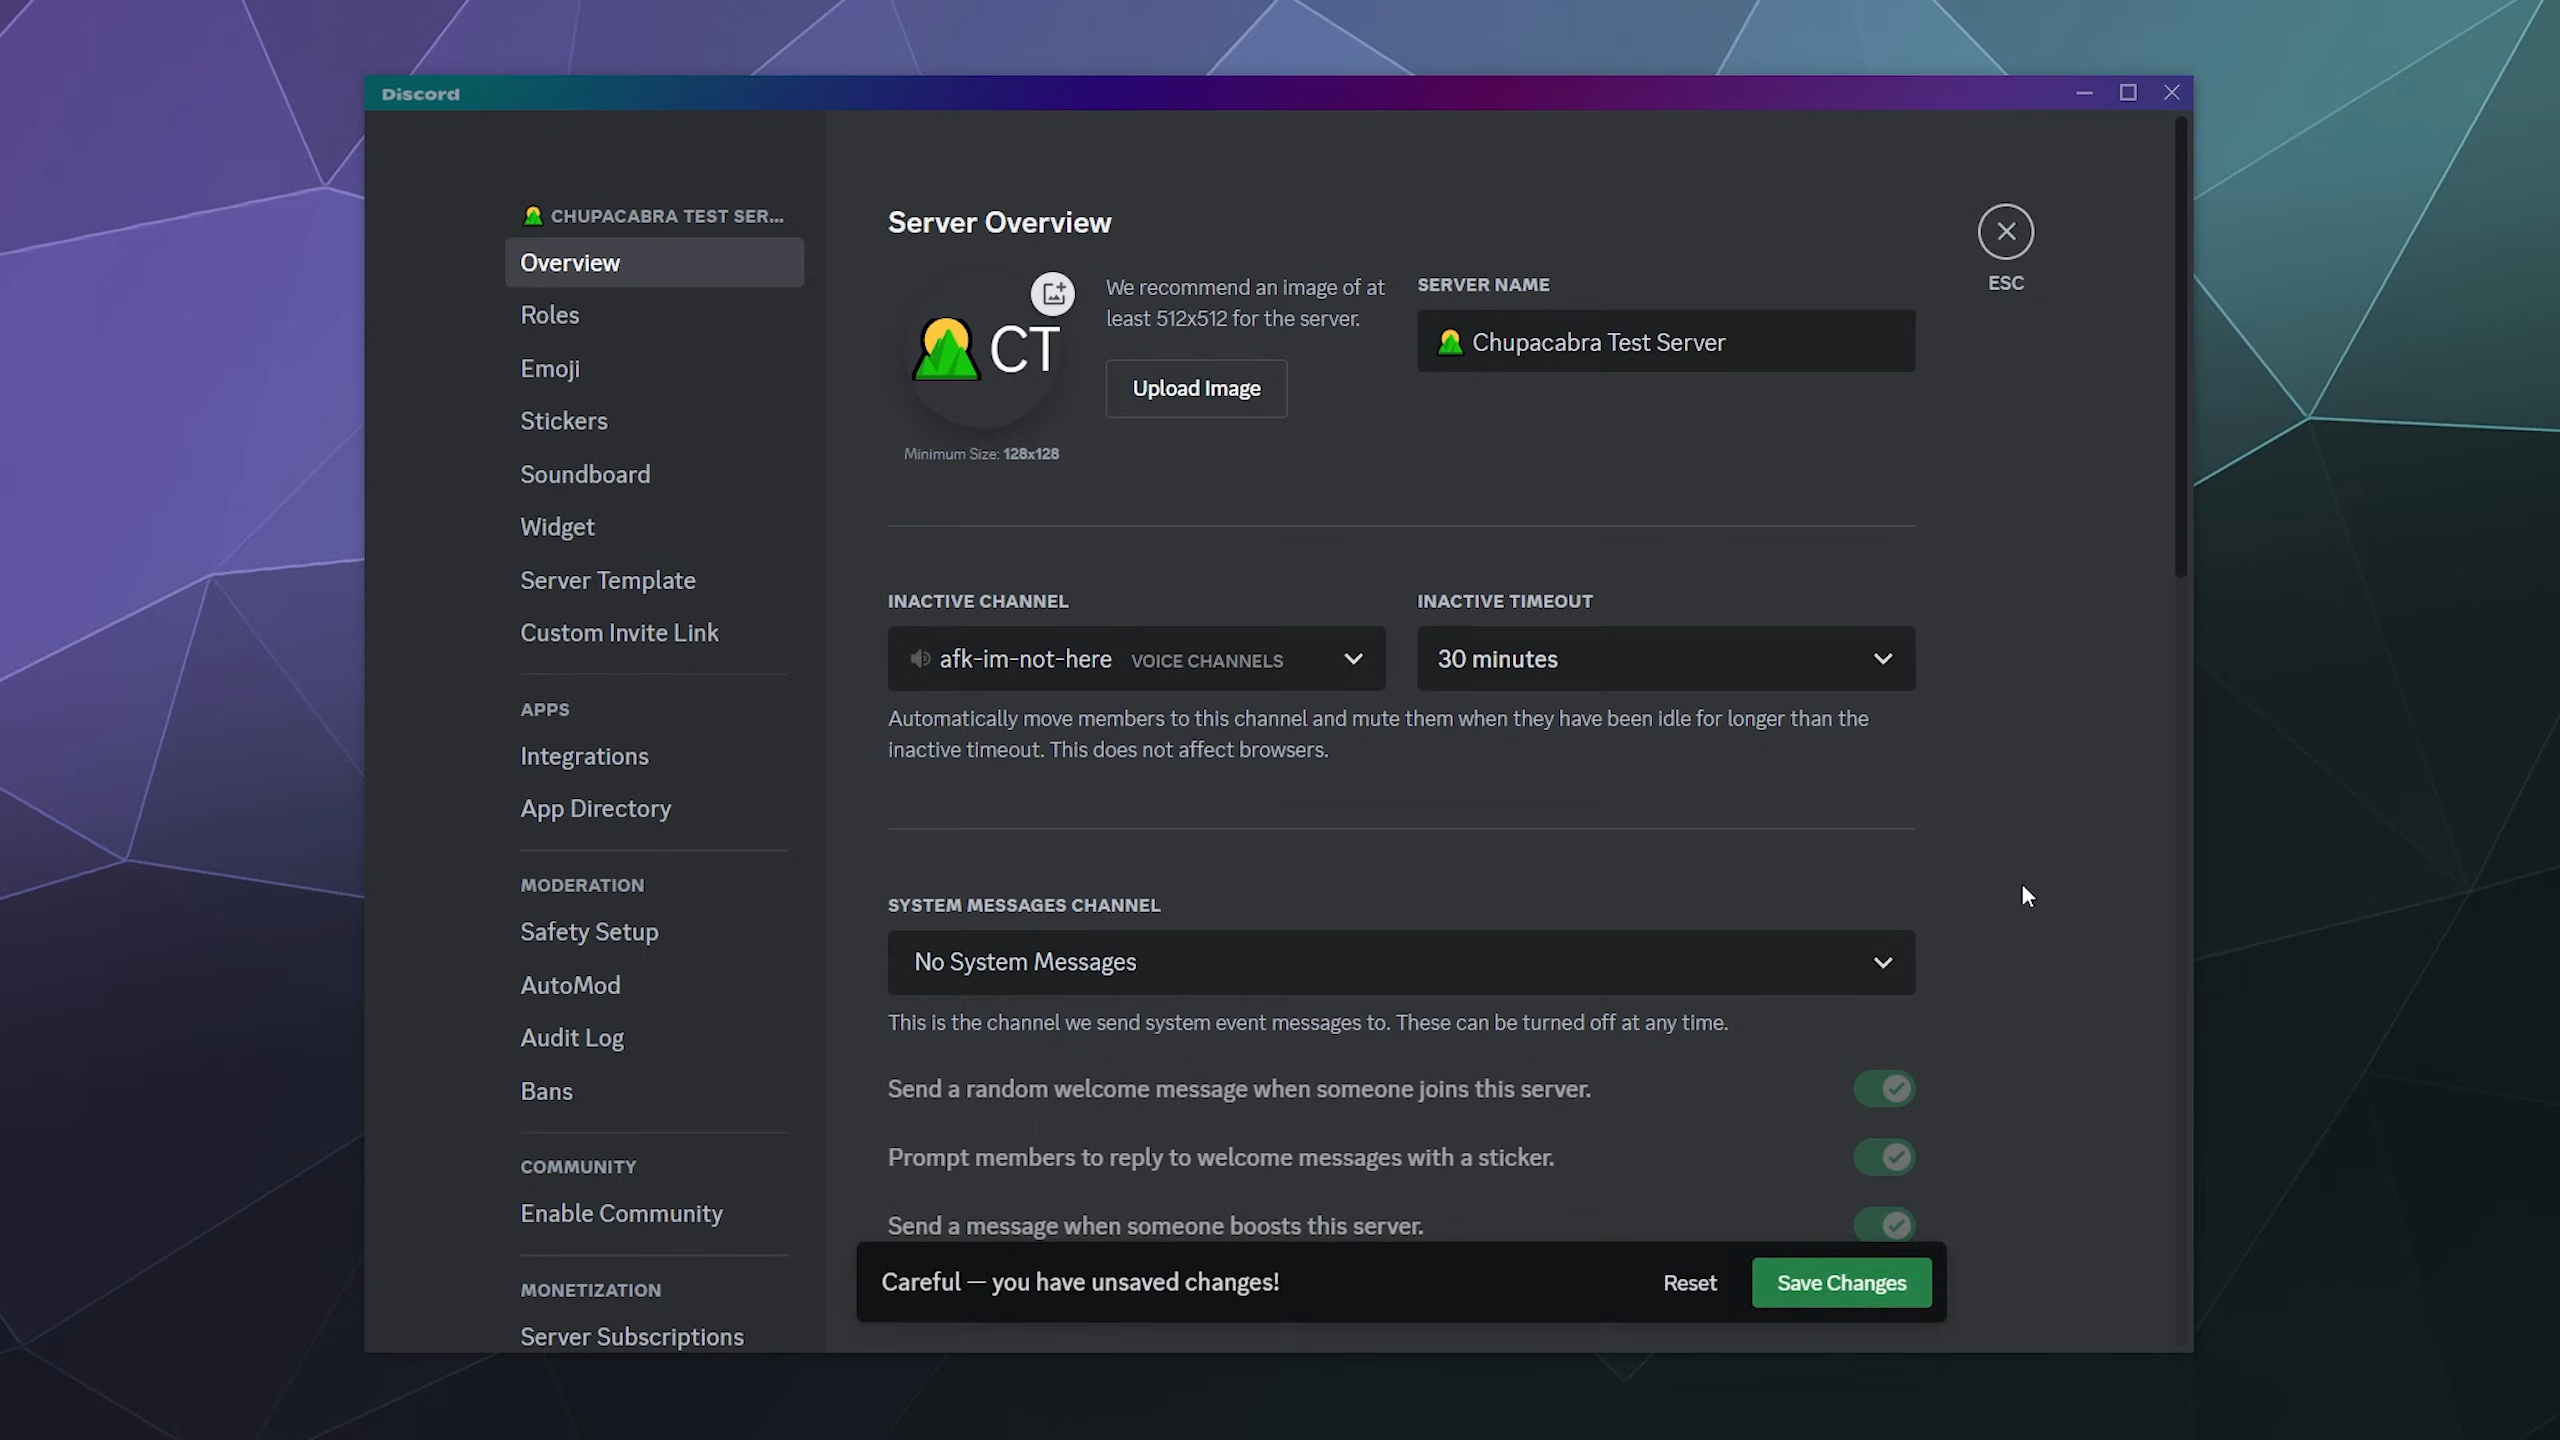 Discord
CHUPACABRA TEST SER...
Overview
Roles
Emoji
Stickers
Soundboard
Widget
Server Template
Custom Invite Link
APPS
Integrations
App Directory
MODERATION
Safety Setup
AutoMod
Audit Log
Bans
COMMUNITY
Enable Community
MONETIZATION
Server Subscriptions
Server Overview
CT
Minimum Size: 128x128
We recommend an image of at
least 512x512 for the server.
Upload Image
SERVER NAME
Chupacabra Test Server
ESC
INACTIVE CHANNEL
afk-im-not-here VOICE CHANNELS
INACTIVE TIMEOUT
30 minutes
Automatically move members to this channel and mute them when they have been idle for longer than the
inactive timeout. This does not affect browsers.
SYSTEM MESSAGES CHANNEL
No System Messages
This is the channel we send system event messages to. These can be turned off at any time.
Send a random welcome message when someone joins this server.
Prompt members to reply to welcome messages with a sticker.
Send a message when someone boosts this server.
Careful — you have unsaved changes!
Reset
Save Changes